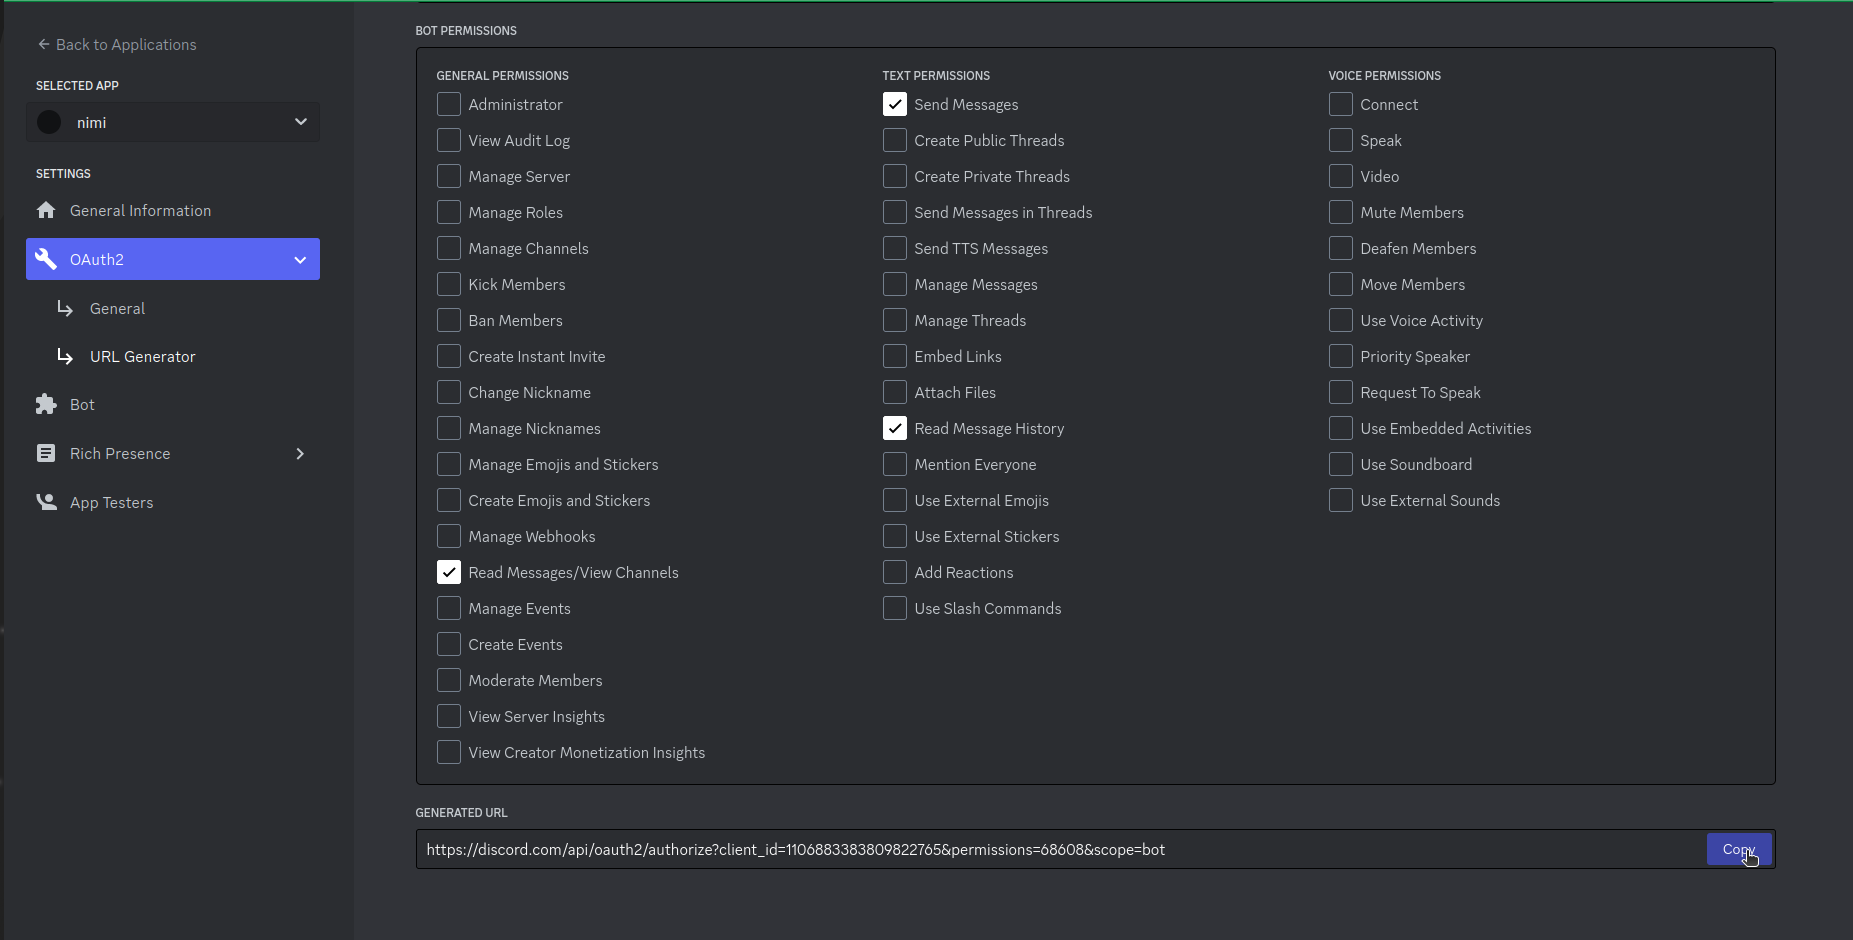 Back to Applications
SELECTED APP
nimi
SETTINGS
General Information
OAuth2
General
URL Generator
Bot
Rich Presence
App Testers
BOT PERMISSIONS
GENERAL PERMISSIONS
Administrator
View Audit Log
Manage Server
Manage Roles
Manage Channels
Kick Members
Ban Members
Create Instant Invite
Change Nickname
Manage Nicknames
Manage Emojis and Stickers
Create Emojis and Stickers
Manage Webhooks
Read Messages/View Channels
Manage Events
Create Events
Moderate Members
View Server Insights
View Creator Monetization Insights
TEXT PERMISSIONS
Send Messages
Create Public Threads
Create Private Threads
Send Messages in Threads
Send TTS Messages
Manage Messages
Manage Threads
Embed Links
Attach Files
Read Message History
Mention Everyone
Use External Emojis
Use External Stickers
Add Reactions
Use Slash Commands
VOICE PERMISSIONS
Connect
Speak
Video
Mute Members
Deafen Members
Move Members
Use Voice Activity
Priority Speaker
Request To Speak
Use Embedded Activities
Use Soundboard
Use External Sounds
GENERATED URL
https://discord.com/api/oauth2/authorize?client_id=1106883383809822765&permissions=68608&scope=bot
Copy